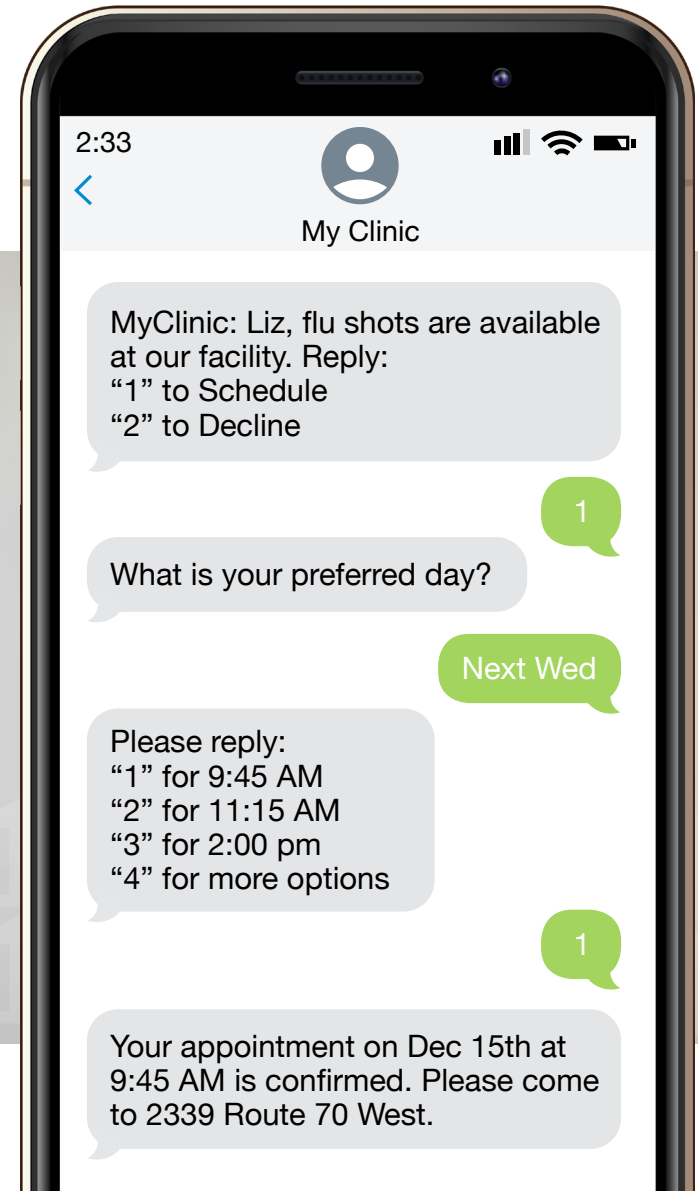 2:33
My Clinic
MyClinic: Liz, flu shots are available
at our facility. Reply:
“1” to Schedule
“2” to Decline
1
What is your preferred day?
Next Wed
Please reply:
“1” for 9:45 AM
“2” for 11:15 AM
“3” for 2:00 pm
“4” for more options
1
Your appointment on Dec 15th at
9:45 AM is confirmed. Please come
to 2339 Route 70 West.